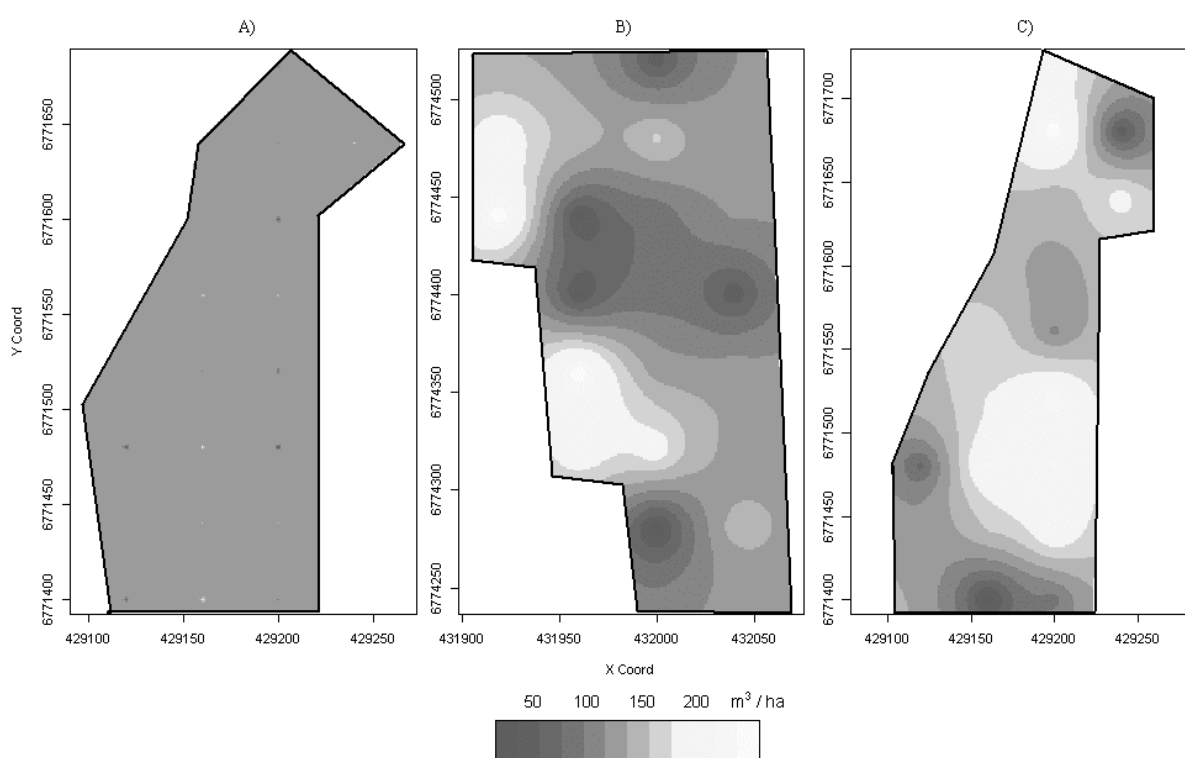 A)
B)
C)
Y Coord
6771400 6771450 6771500 6771550 6771600 6771650
429100 429150 429200 429250
6774250 6774300 6774350 6774400 6774450 6774500
431900 431950 432000 432050
6771400 6771450 6771500 6771550 6771600 6771650 6771700
429100 429150 429200 429250
X Coord
50 100 150 200 m³ / ha